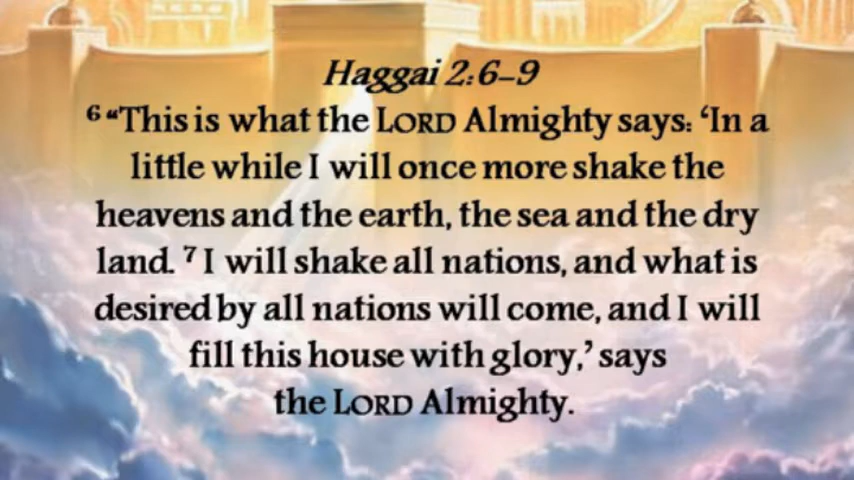 Haggai 2:6–9
6 “This is what the LORD Almighty says: ‘In a
little while I will once more shake the
heavens and the earth, the sea and the dry
land. 7 I will shake all nations, and what is
desired by all nations will come, and I will
fill this house with glory,’ says
the LORD Almighty.